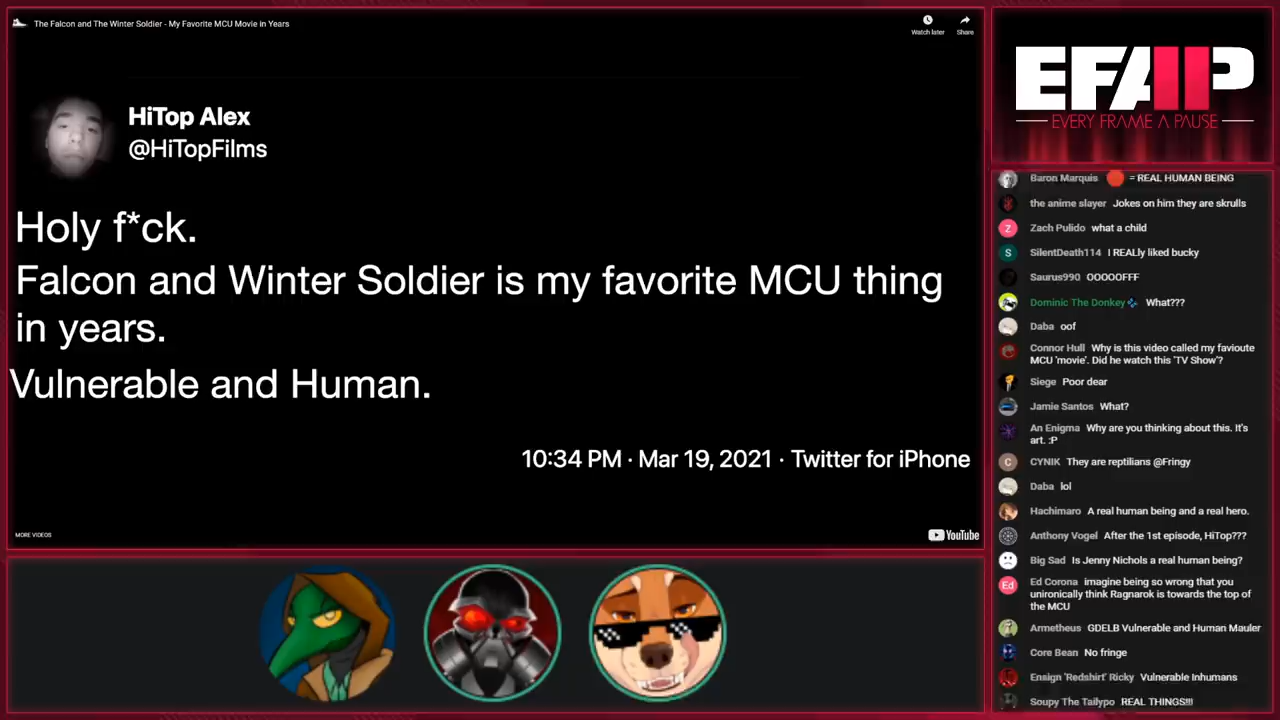 The Falcon and The Winter Soldier - My Favorite MCU Movie in Years
Watch later
Share
HiTop Alex
@HiTopFilms
Holy f*ck.
Falcon and Winter Soldier is my favorite MCU thing
in years.
Vulnerable and Human.
10:34 PM · Mar 19, 2021 · Twitter for iPhone
MORE VIDEOS
YouTube
EFAP
EVERY FRAME A PAUSE
Baron Marquis = REAL HUMAN BEING
the anime slayer Jokes on him they are skrulls
Z Zach Pulido what a child
S SilentDeath114 I REALly liked bucky
Saurus990 OOOOOFFF
Dominic The Donkey What???
Daba oof
Connor Hull Why is this video called my favioute
MCU 'movie'. Did he watch this 'TV Show'?
Siege Poor dear
Jamie Santos What?
An Enigma Why are you thinking about this. It's
art. :P
C CYNIK They are reptilians @Fringy
Daba lol
Hachimaro A real human being and a real hero.
Anthony Vogel After the 1st episode, HiTop???
Big Sad Is Jenny Nichols a real human being?
Ed Ed Corona imagine being so wrong that you
unironically think Ragnarok is towards the top of
the MCU
Armetheus GDELB Vulnerable and Human Mauler
Core Bean No fringe
Ensign 'Redshirt' Ricky Vulnerable Inhumans
Soupy The Tailypo REAL THINGS!!!